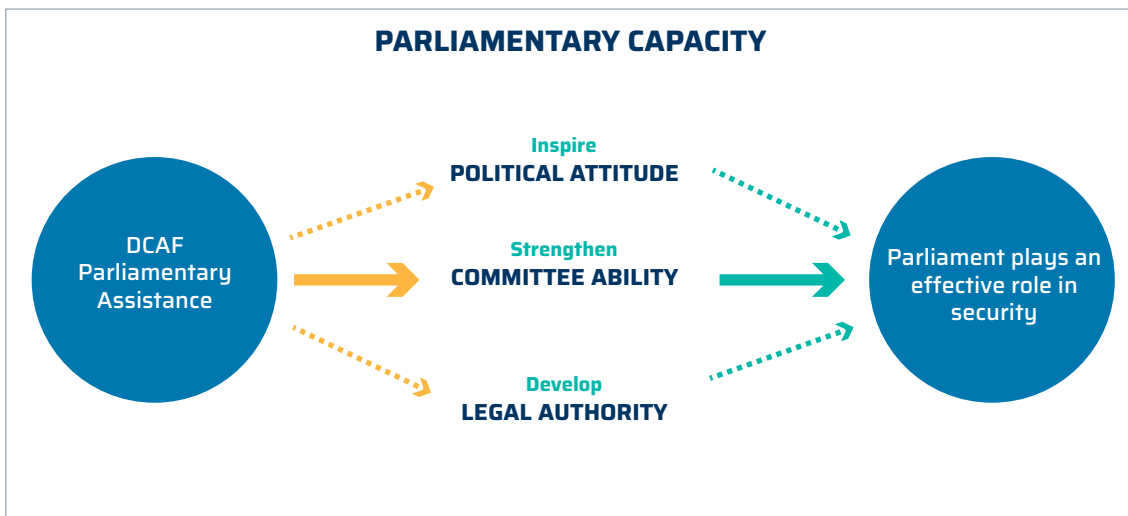 PARLIAMENTARY CAPACITY
DCAF
Parliamentary
Assistance
Inspire
POLITICAL ATTITUDE
Strengthen
COMMITTEE ABILITY
Develop
LEGAL AUTHORITY
Parliament plays an
effective role in
security